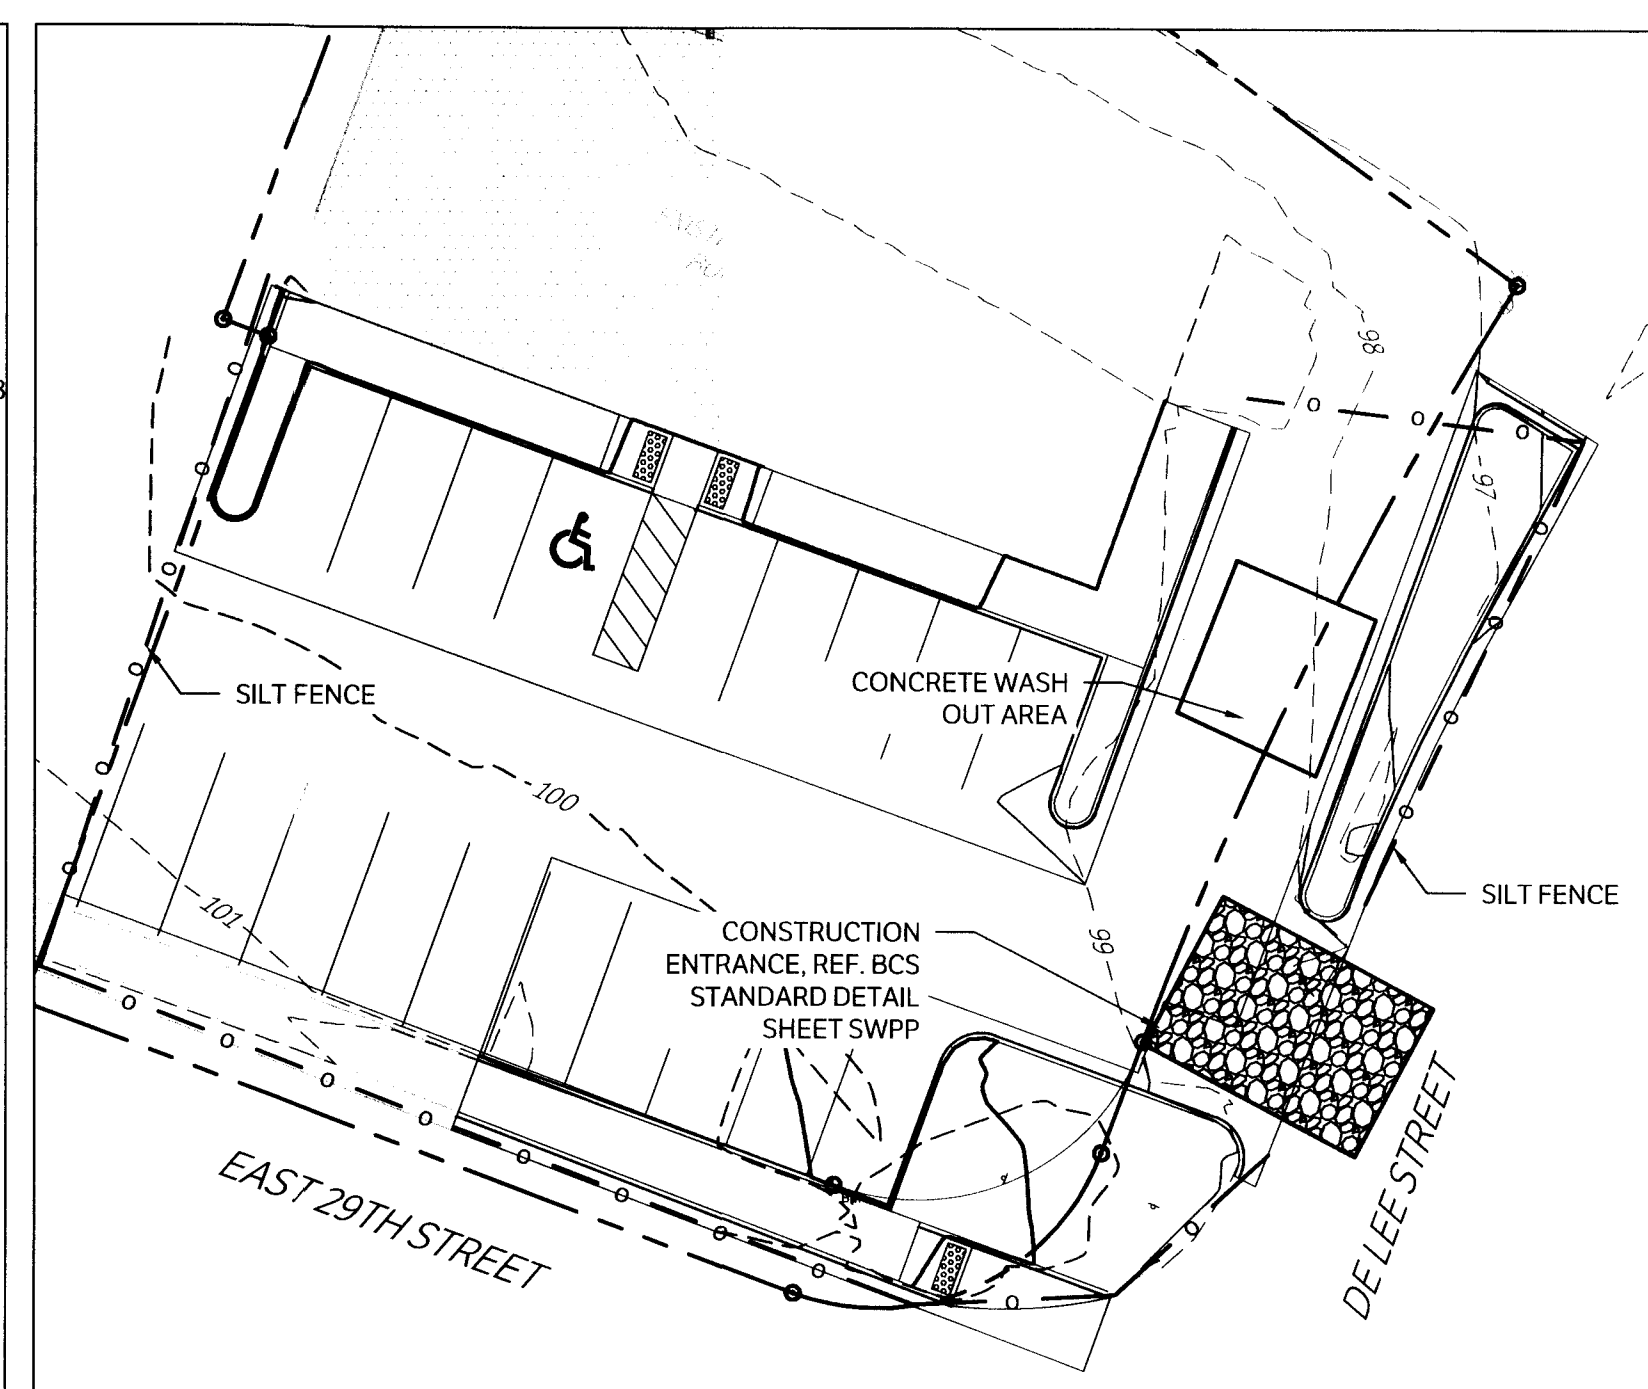 98
97
SILT FENCE
CONCRETE WASH
OUT AREA
100
101
SILT FENCE
CONSTRUCTION
ENTRANCE, REF. BCS
STANDARD DETAIL
SHEET SWPP
99
EAST 29TH STREET
DE LEE STREET